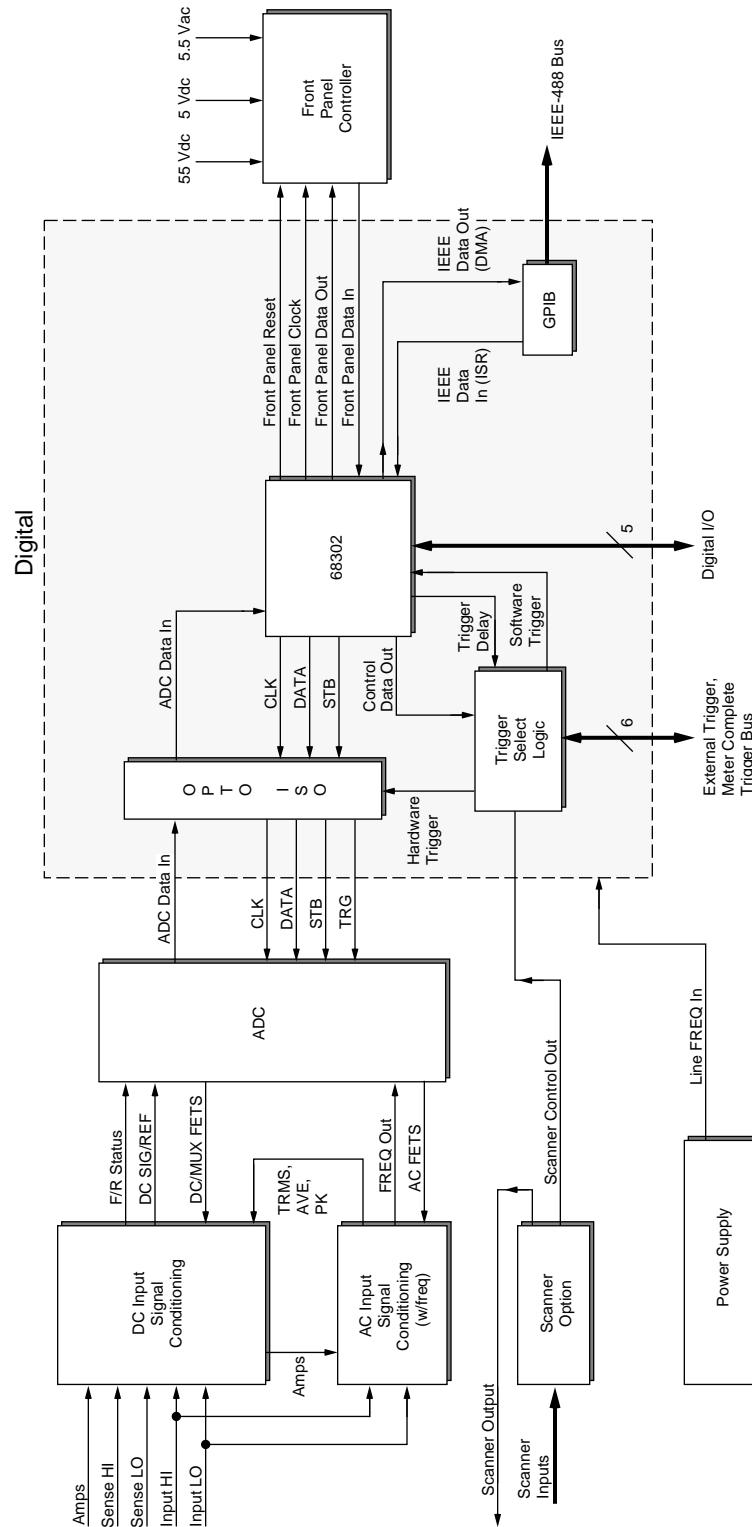 Digital
Amps
Sense HI
Sense LO
Input HI
Input LO
DC Input
Signal
Conditioning
Amps
AC Input
Signal
Conditioning
(w/freq)
F/R Status
DC SIG/REF
DC/MUX FETS
TRMS,
AVE,
PK
FREQ Out
AC FETS
ADC
ADC Data In
CLK
DATA
STB
TRG
OPTO ISO
ADC Data In
CLK
DATA
STB
Control
Data Out
Hardware
Trigger
Trigger
Select
Logic
Trigger
Delay
Software
Trigger
68302
Front Panel Reset
Front Panel Clock
Front Panel Data Out
Front Panel Data In
55 Vdc
5 Vdc
5.5 Vac
Front
Panel
Controller
IEEE
Data
In (ISR)
IEEE
Data Out
(DMA)
GPIB
IEEE-488 Bus
5
Digital I/O
6
External Trigger,
Meter Complete
Trigger Bus
Scanner Output
Scanner
Inputs
Scanner
Option
Scanner Control Out
Power Supply
Line FREQ In